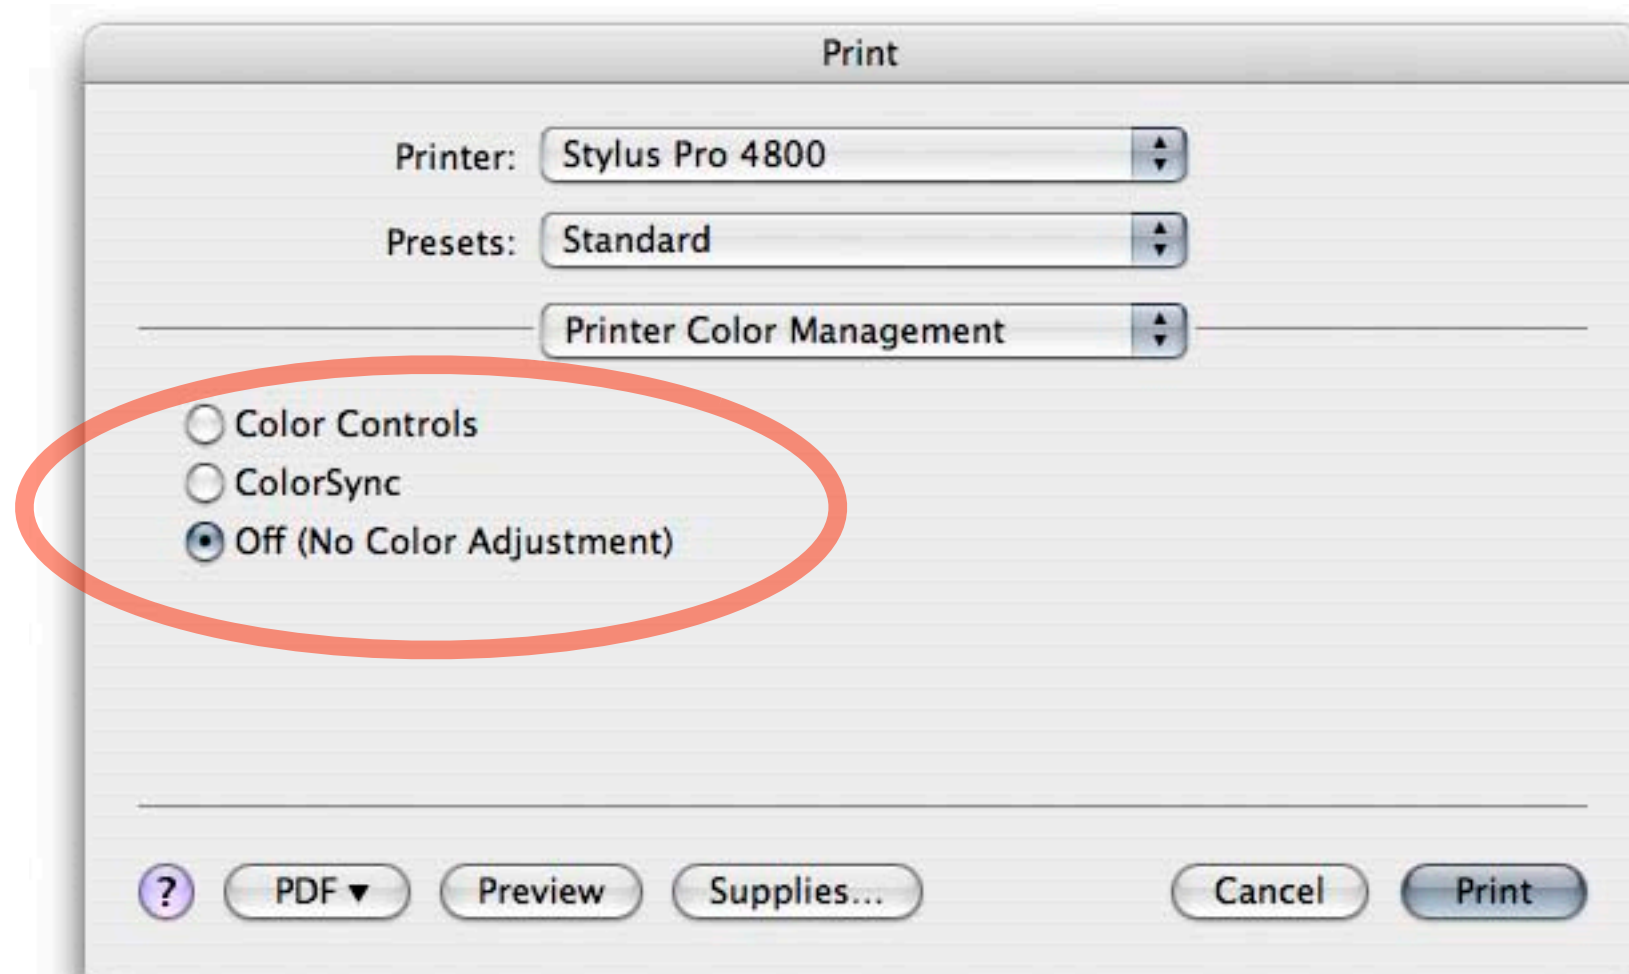 Print
Printer: Stylus Pro 4800
Presets: Standard
Printer Color Management
Color Controls
ColorSync
Off (No Color Adjustment)
? PDF ▼ Preview Supplies... Cancel Print